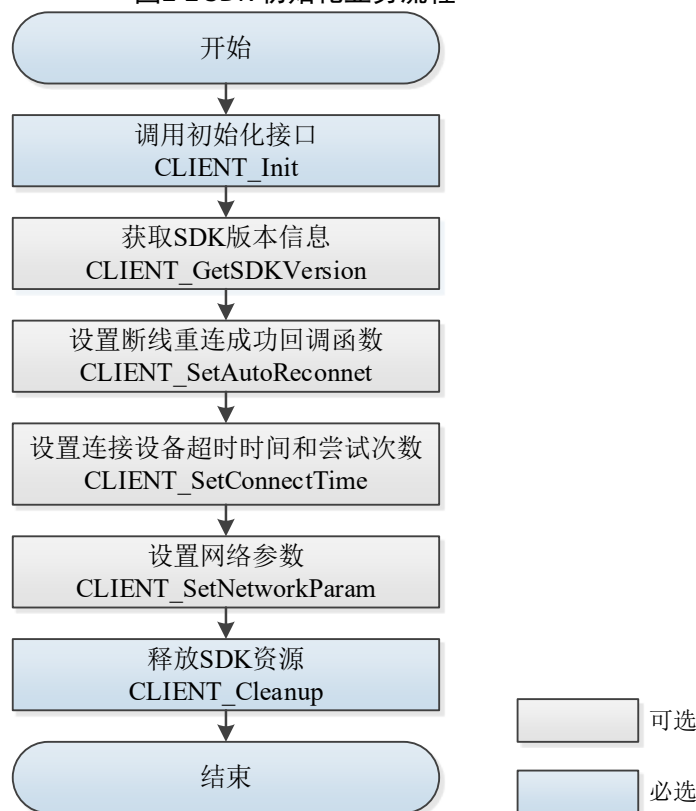 开始
调用初始化接口
CLIENT_Init
获取SDK版本信息
CLIENT_GetSDKVersion
设置断线重连成功回调函数
CLIENT_SetAutoReconnet
设置连接设备超时时间和尝试次数
CLIENT_SetConnectTime
设置网络参数
CLIENT_SetNetworkParam
释放SDK资源
CLIENT_Cleanup
结束
可选
必选